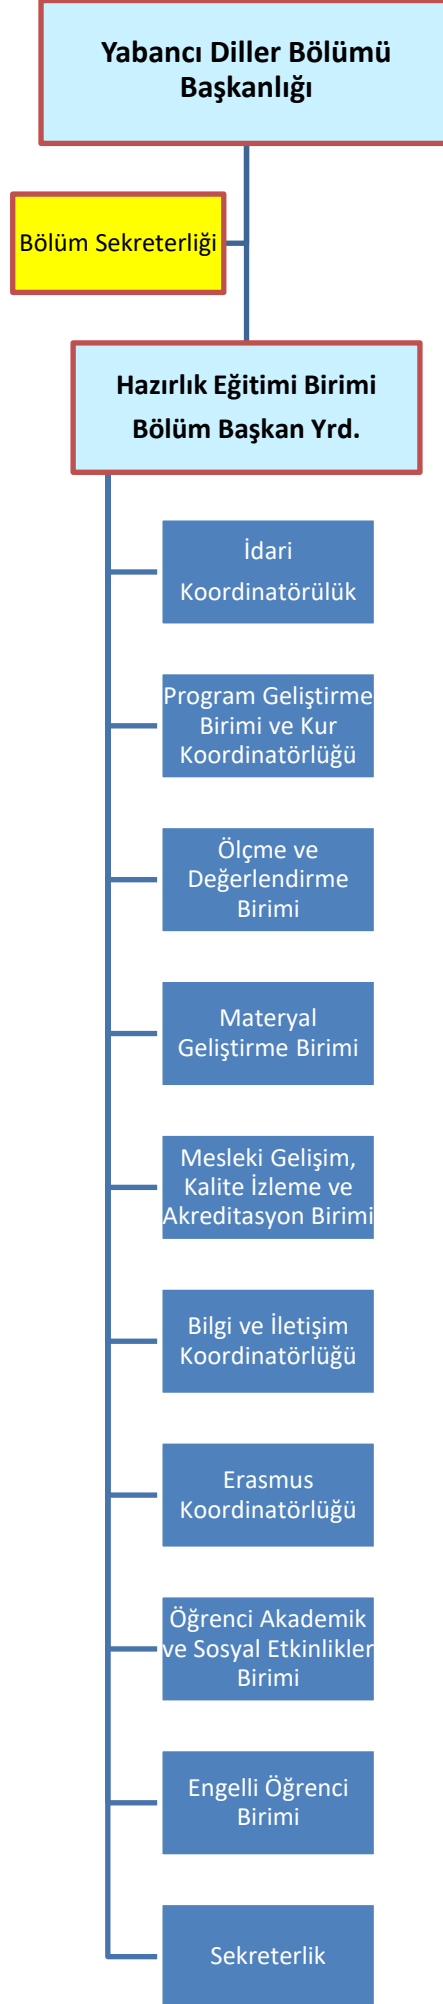 Yabancı Diller Bölümü
Başkanlığı
Bölüm Sekreterliği
Hazırlık Eğitimi Birimi
Bölüm Başkan Yrd.
İdari
Koordinatörülük
Program Geliştirme
Birimi ve Kur
Koordinatörlüğü
Ölçme ve
Değerlendirme
Birimi
Materyal
Geliştirme Birimi
Mesleki Gelişim,
Kalite İzleme ve
Akreditasyon Birimi
Bilgi ve İletişim
Koordinatörlüğü
Erasmus
Koordinatörlüğü
Öğrenci Akademik
ve Sosyal Etkinlikler
Birimi
Engelli Öğrenci
Birimi
Sekreterlik